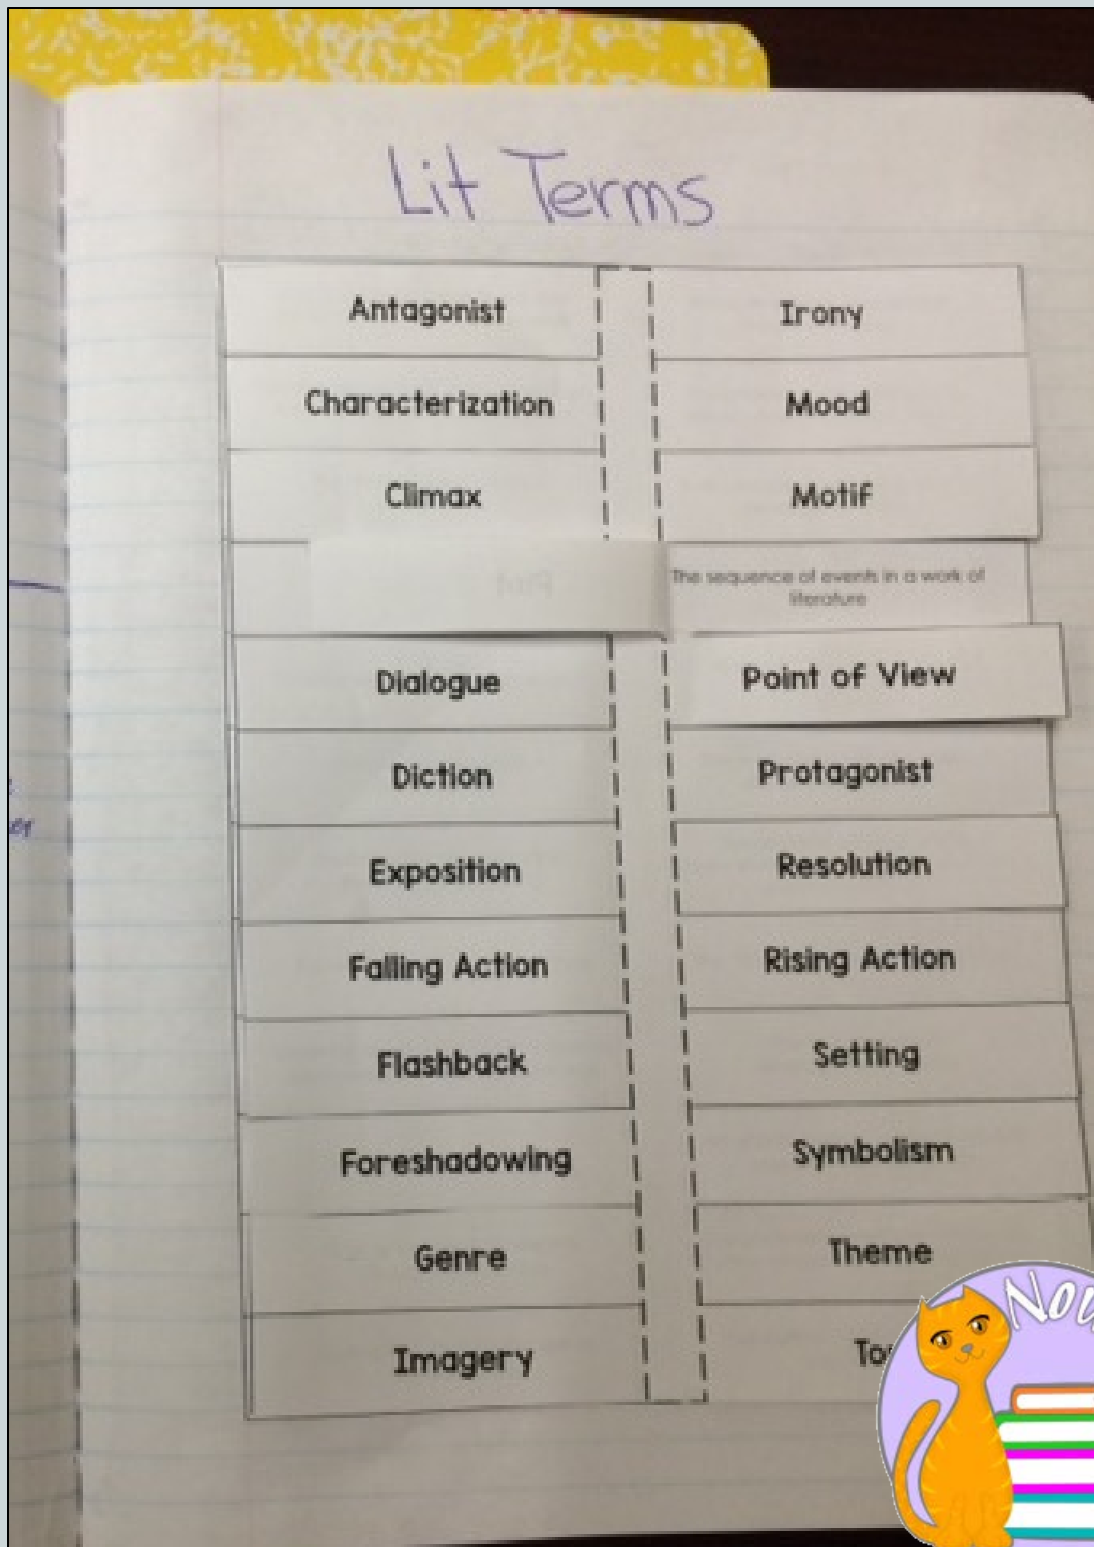 Lit Terms
Antagonist
Irony
Characterization
Mood
Climax
Motif
Plot
The sequence of events in a work of
literature
Dialogue
Point of View
Diction
Protagonist
Exposition
Resolution
Falling Action
Rising Action
Flashback
Setting
Foreshadowing
Symbolism
Genre
Theme
Imagery